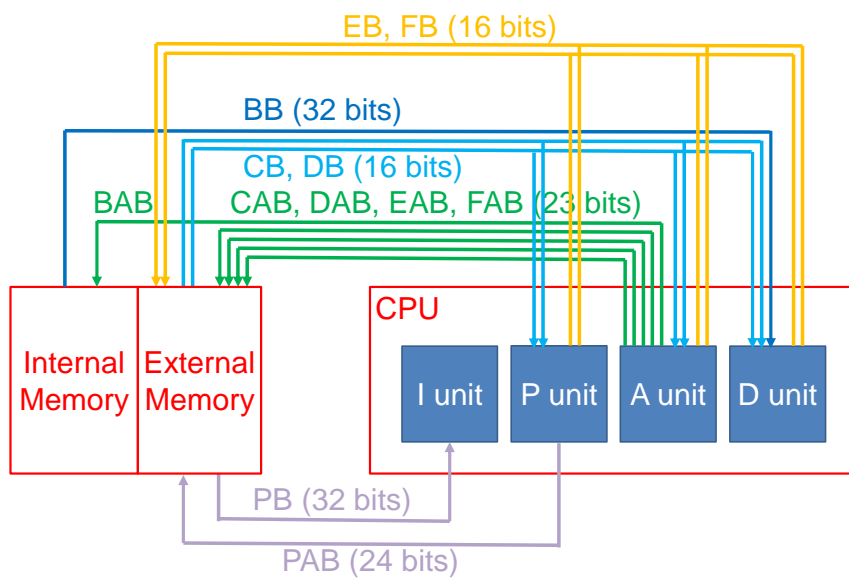 EB, FB (16 bits)
BB (32 bits)
CB, DB (16 bits)
BAB
CAB, DAB, EAB, FAB (23 bits)
CPU
Internal
Memory
External
Memory
I unit
P unit
A unit
D unit
PB (32 bits)
PAB (24 bits)